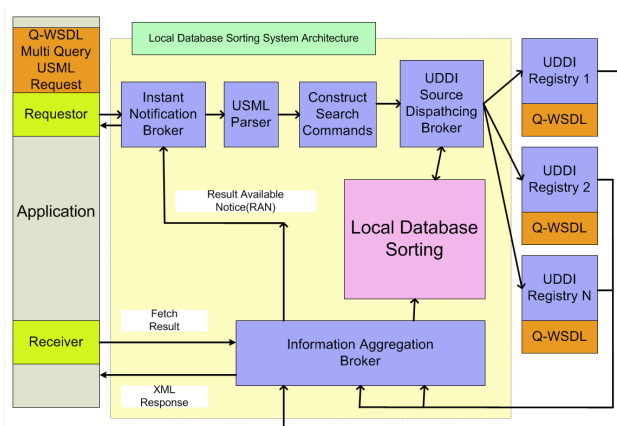 Local Database Sorting System Architecture
Q-WSDL
Multi Query
USML
Request
Requestor
Application
Receiver
Instant
Notification
Broker
USML
Parser
Construct
Search
Commands
UDDI
Source
Dispathcing
Broker
UDDI
Registry 1
Q-WSDL
UDDI
Registry 2
Q-WSDL
UDDI
Registry N
Q-WSDL
Result Available
Notice(RAN)
Local Database
Sorting
Fetch
Result
Information Aggregation
Broker
XML
Response